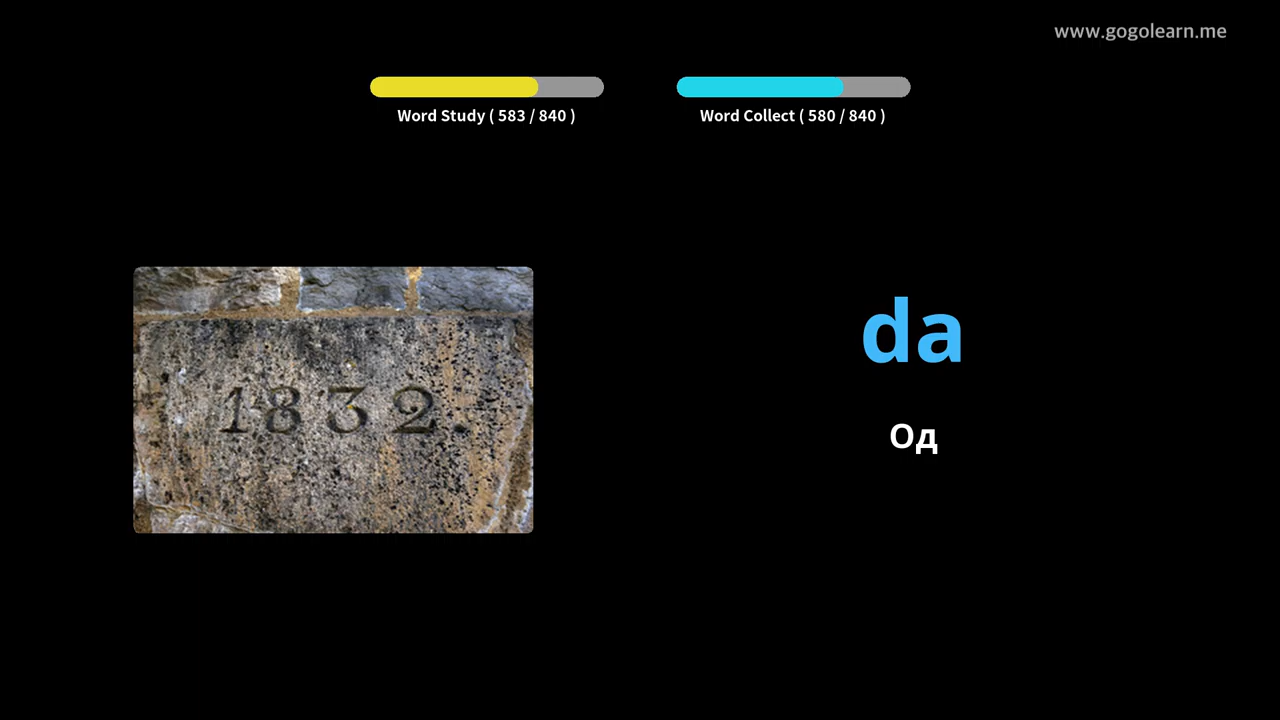 www.gogolearn.me
Word Study ( 583 / 840 )
Word Collect ( 580 / 840 )
1832.
da
Од